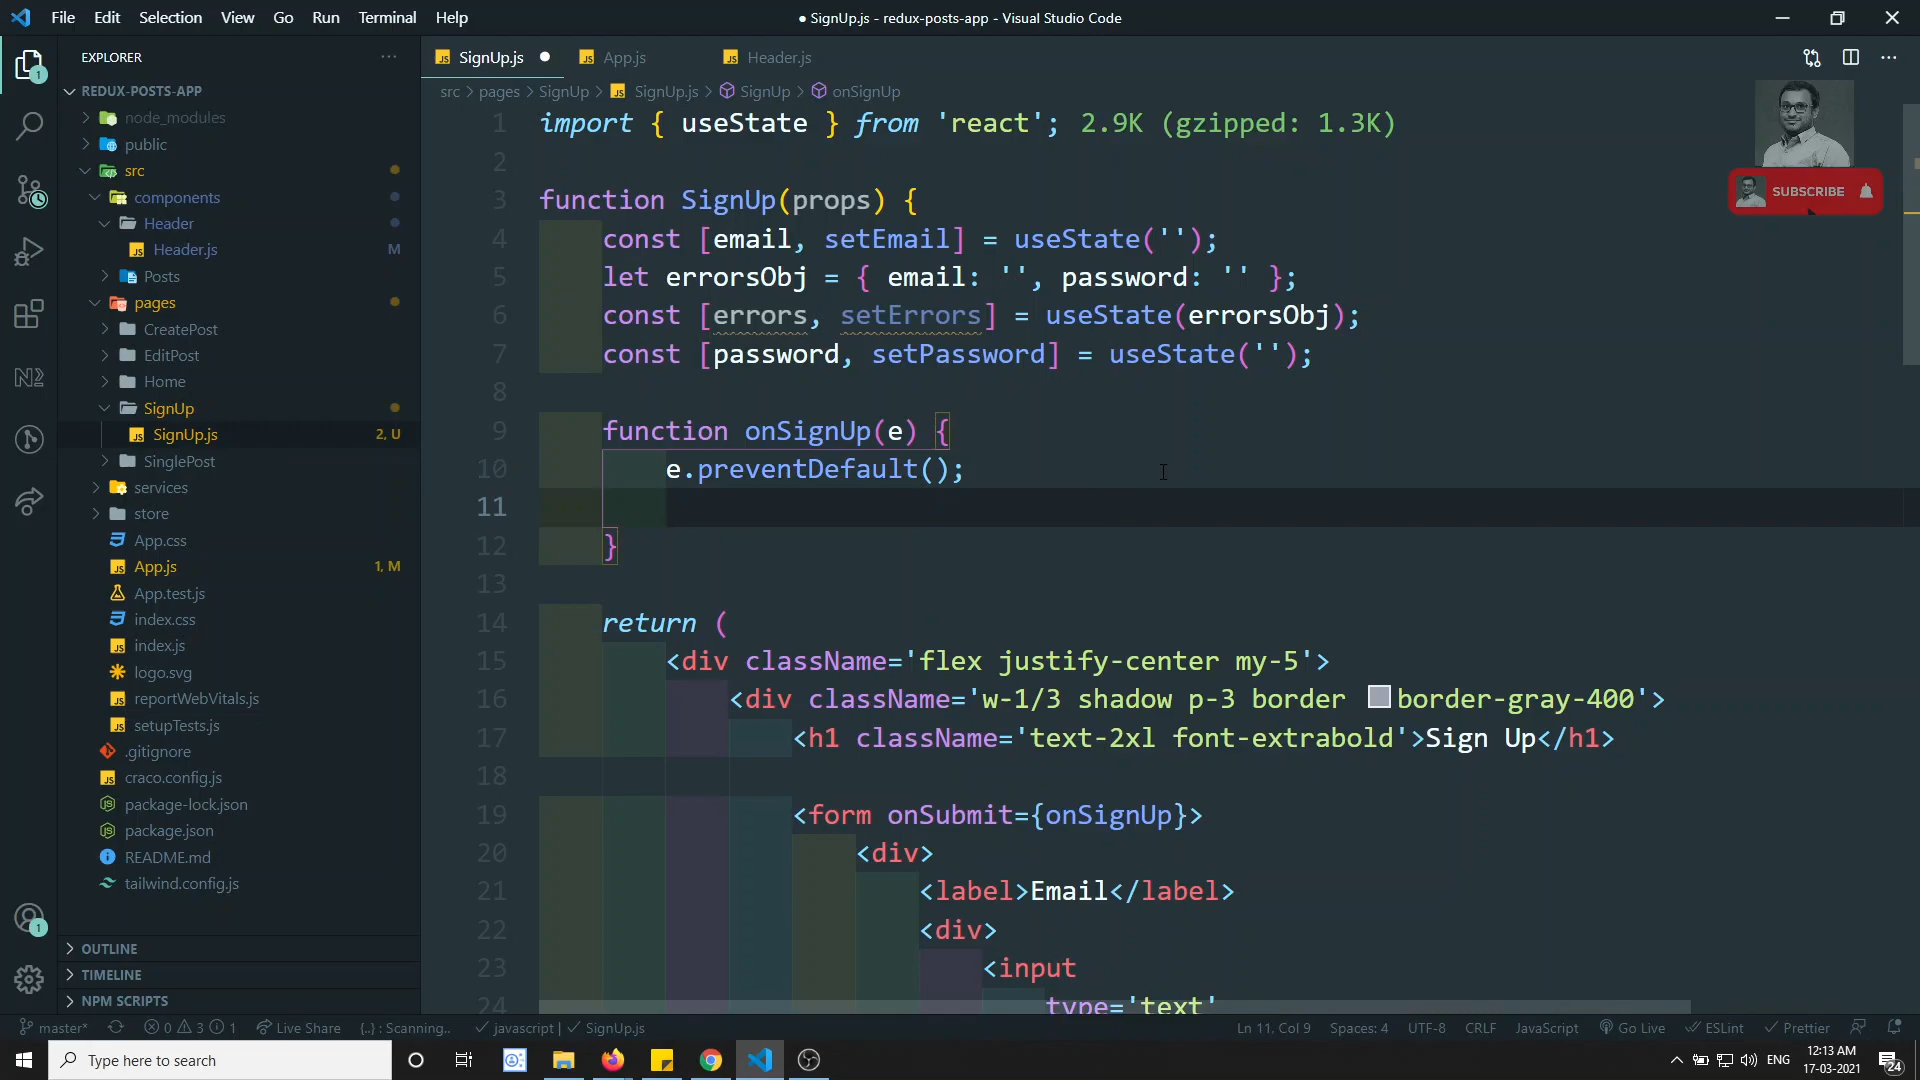 File Edit Selection View Go Run Terminal Help
● SignUp.js - redux-posts-app - Visual Studio Code
EXPLORER
REDUX-POSTS-APP
node_modules
public
src
components
Header
Header.js M
Posts
pages
CreatePost
EditPost
Home
SignUp
SignUp.js 2, U
SinglePost
services
store
App.css
App.js 1, M
App.test.js
index.css
index.js
logo.svg
reportWebVitals.js
setupTests.js
.gitignore
craco.config.js
package-lock.json
package.json
README.md
tailwind.config.js
OUTLINE
TIMELINE
NPM SCRIPTS
1
1
SignUp.js App.js Header.js
src > pages > SignUp > SignUp.js > SignUp > onSignUp
SUBSCRIBE
1 import { useState } from 'react'; 2.9K (gzipped: 1.3K)
2
3 function SignUp(props) {
4 const [email, setEmail] = useState('');
5 let errorsObj = { email: '', password: '' };
6 const [errors, setErrors] = useState(errorsObj);
7 const [password, setPassword] = useState('');
8
9 function onSignUp(e) {
10 e.preventDefault();
11
12 }
13
14 return (
15 <div className='flex justify-center my-5'>
16 <div className='w-1/3 shadow p-3 border border-gray-400'>
17 <h1 className='text-2xl font-extrabold'>Sign Up</h1>
18
19 <form onSubmit={onSignUp}>
20 <div>
21 <label>Email</label>
22 <div>
23 <input
24 type='text'
master* 0 3 1 Live Share {..} : Scanning.. javascript | SignUp.js
Ln 11, Col 9 Spaces: 4 UTF-8 CRLF JavaScript Go Live ESLint Prettier
Type here to search
ENG
12:13 AM
17-03-2021
24